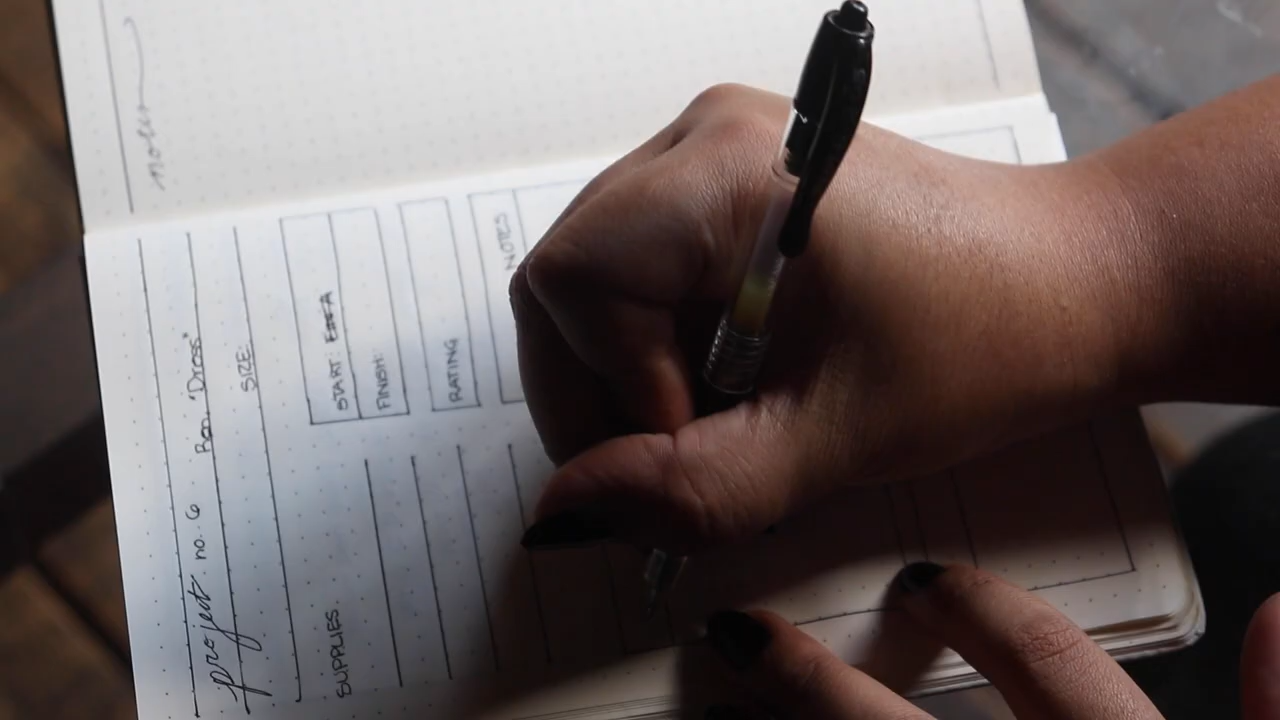 project no. 6
SIZE:
START:
FINISH:
RATING
NOTES
SUPPLIES
notes